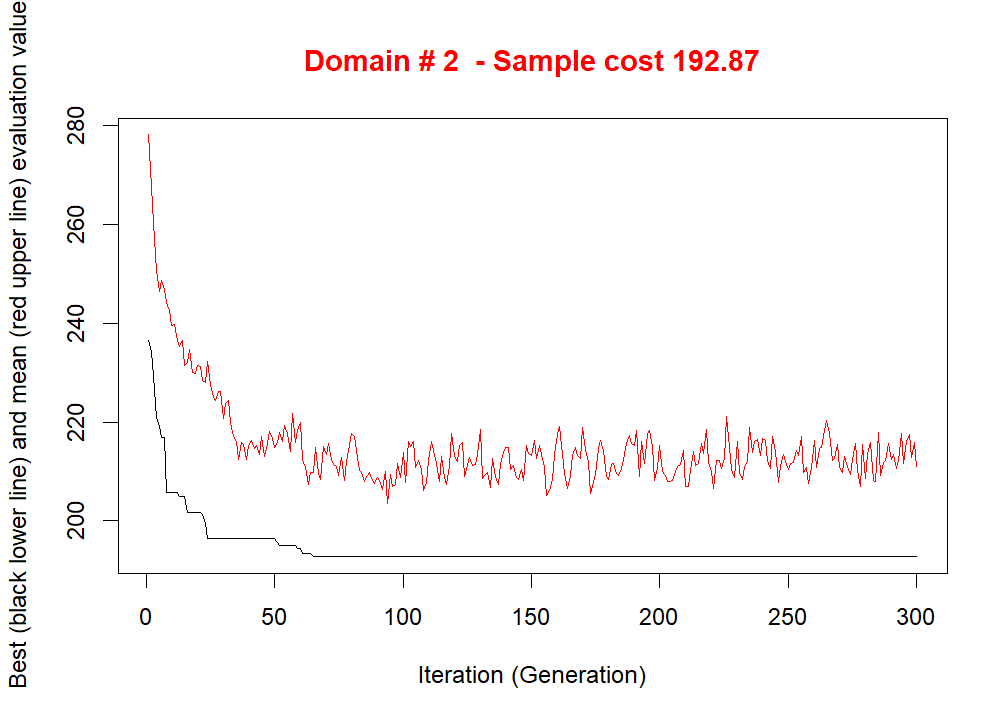 Domain # 2  - Sample cost 192.87
Best (black lower line) and mean (red upper line) evaluation value
280
260
240
220
200
0 50 100 150 200 250 300
Iteration (Generation)